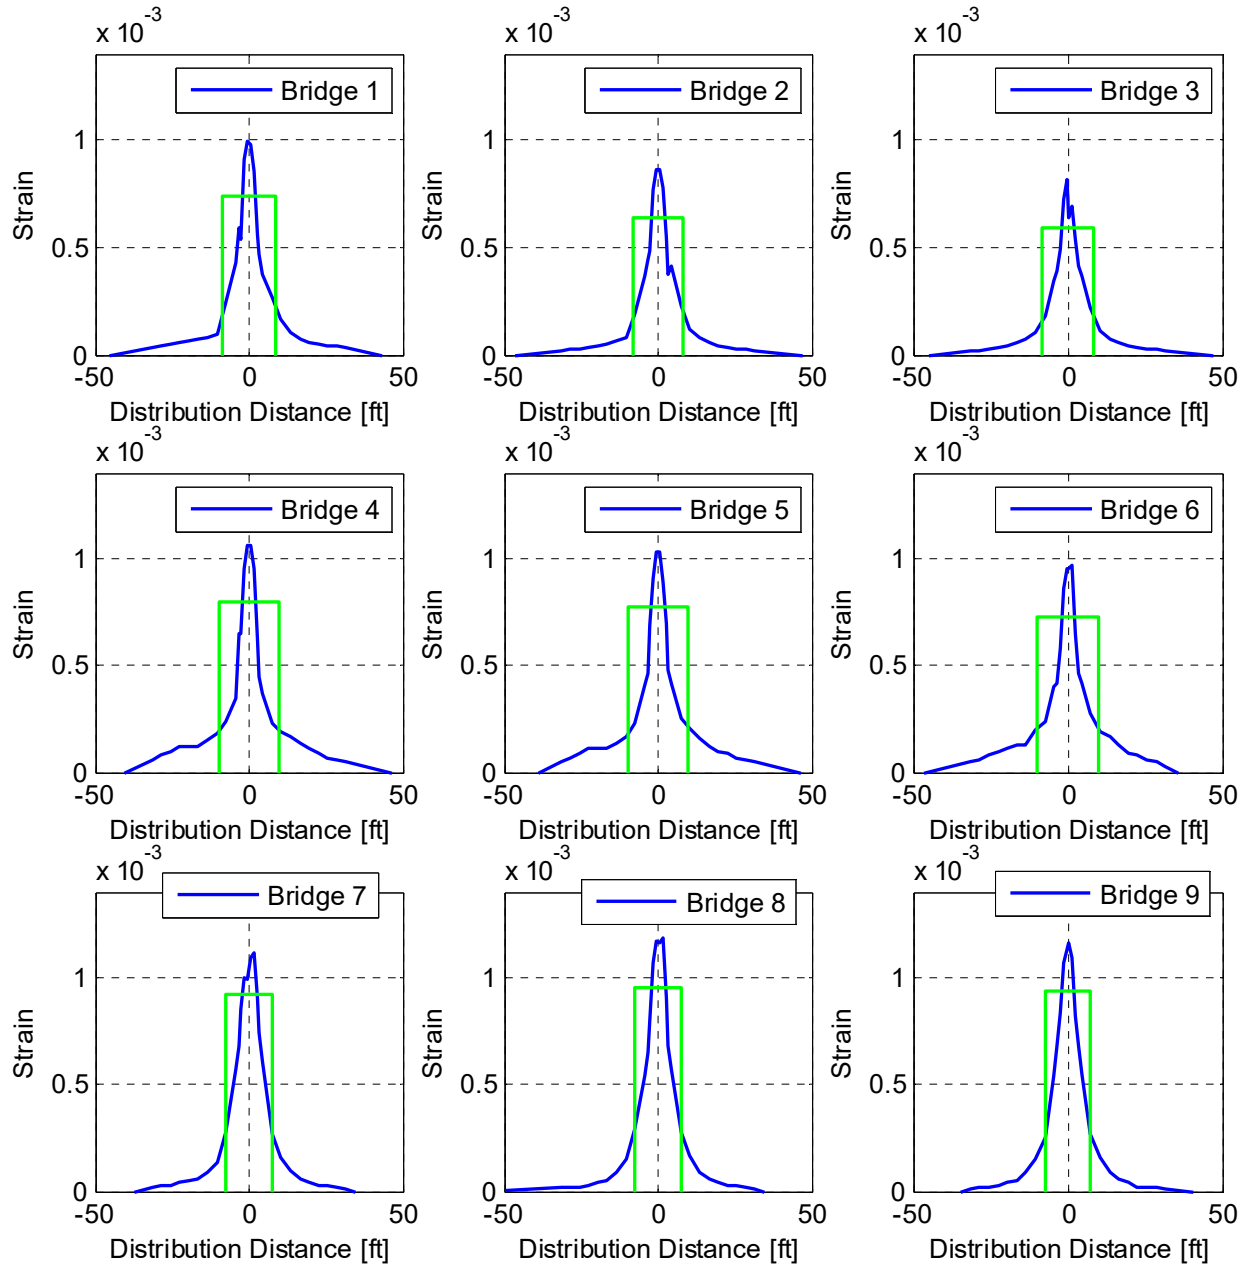 x 10^-3 x 10^-3 x 10^-3
Bridge 1 Bridge 2 Bridge 3
1 1 1
Strain Strain Strain
0.5 0.5 0.5
0 0 0
-50 0 50 -50 0 50 -50 0 50
Distribution Distance [ft] Distribution Distance [ft] Distribution Distance [ft]
x 10^-3 x 10^-3 x 10^-3
Bridge 4 Bridge 5 Bridge 6
1 1 1
Strain Strain Strain
0.5 0.5 0.5
0 0 0
-50 0 50 -50 0 50 -50 0 50
Distribution Distance [ft] Distribution Distance [ft] Distribution Distance [ft]
x 10^-3 x 10^-3 x 10^-3
Bridge 7 Bridge 8 Bridge 9
1 1 1
Strain Strain Strain
0.5 0.5 0.5
0 0 0
-50 0 50 -50 0 50 -50 0 50
Distribution Distance [ft] Distribution Distance [ft] Distribution Distance [ft]